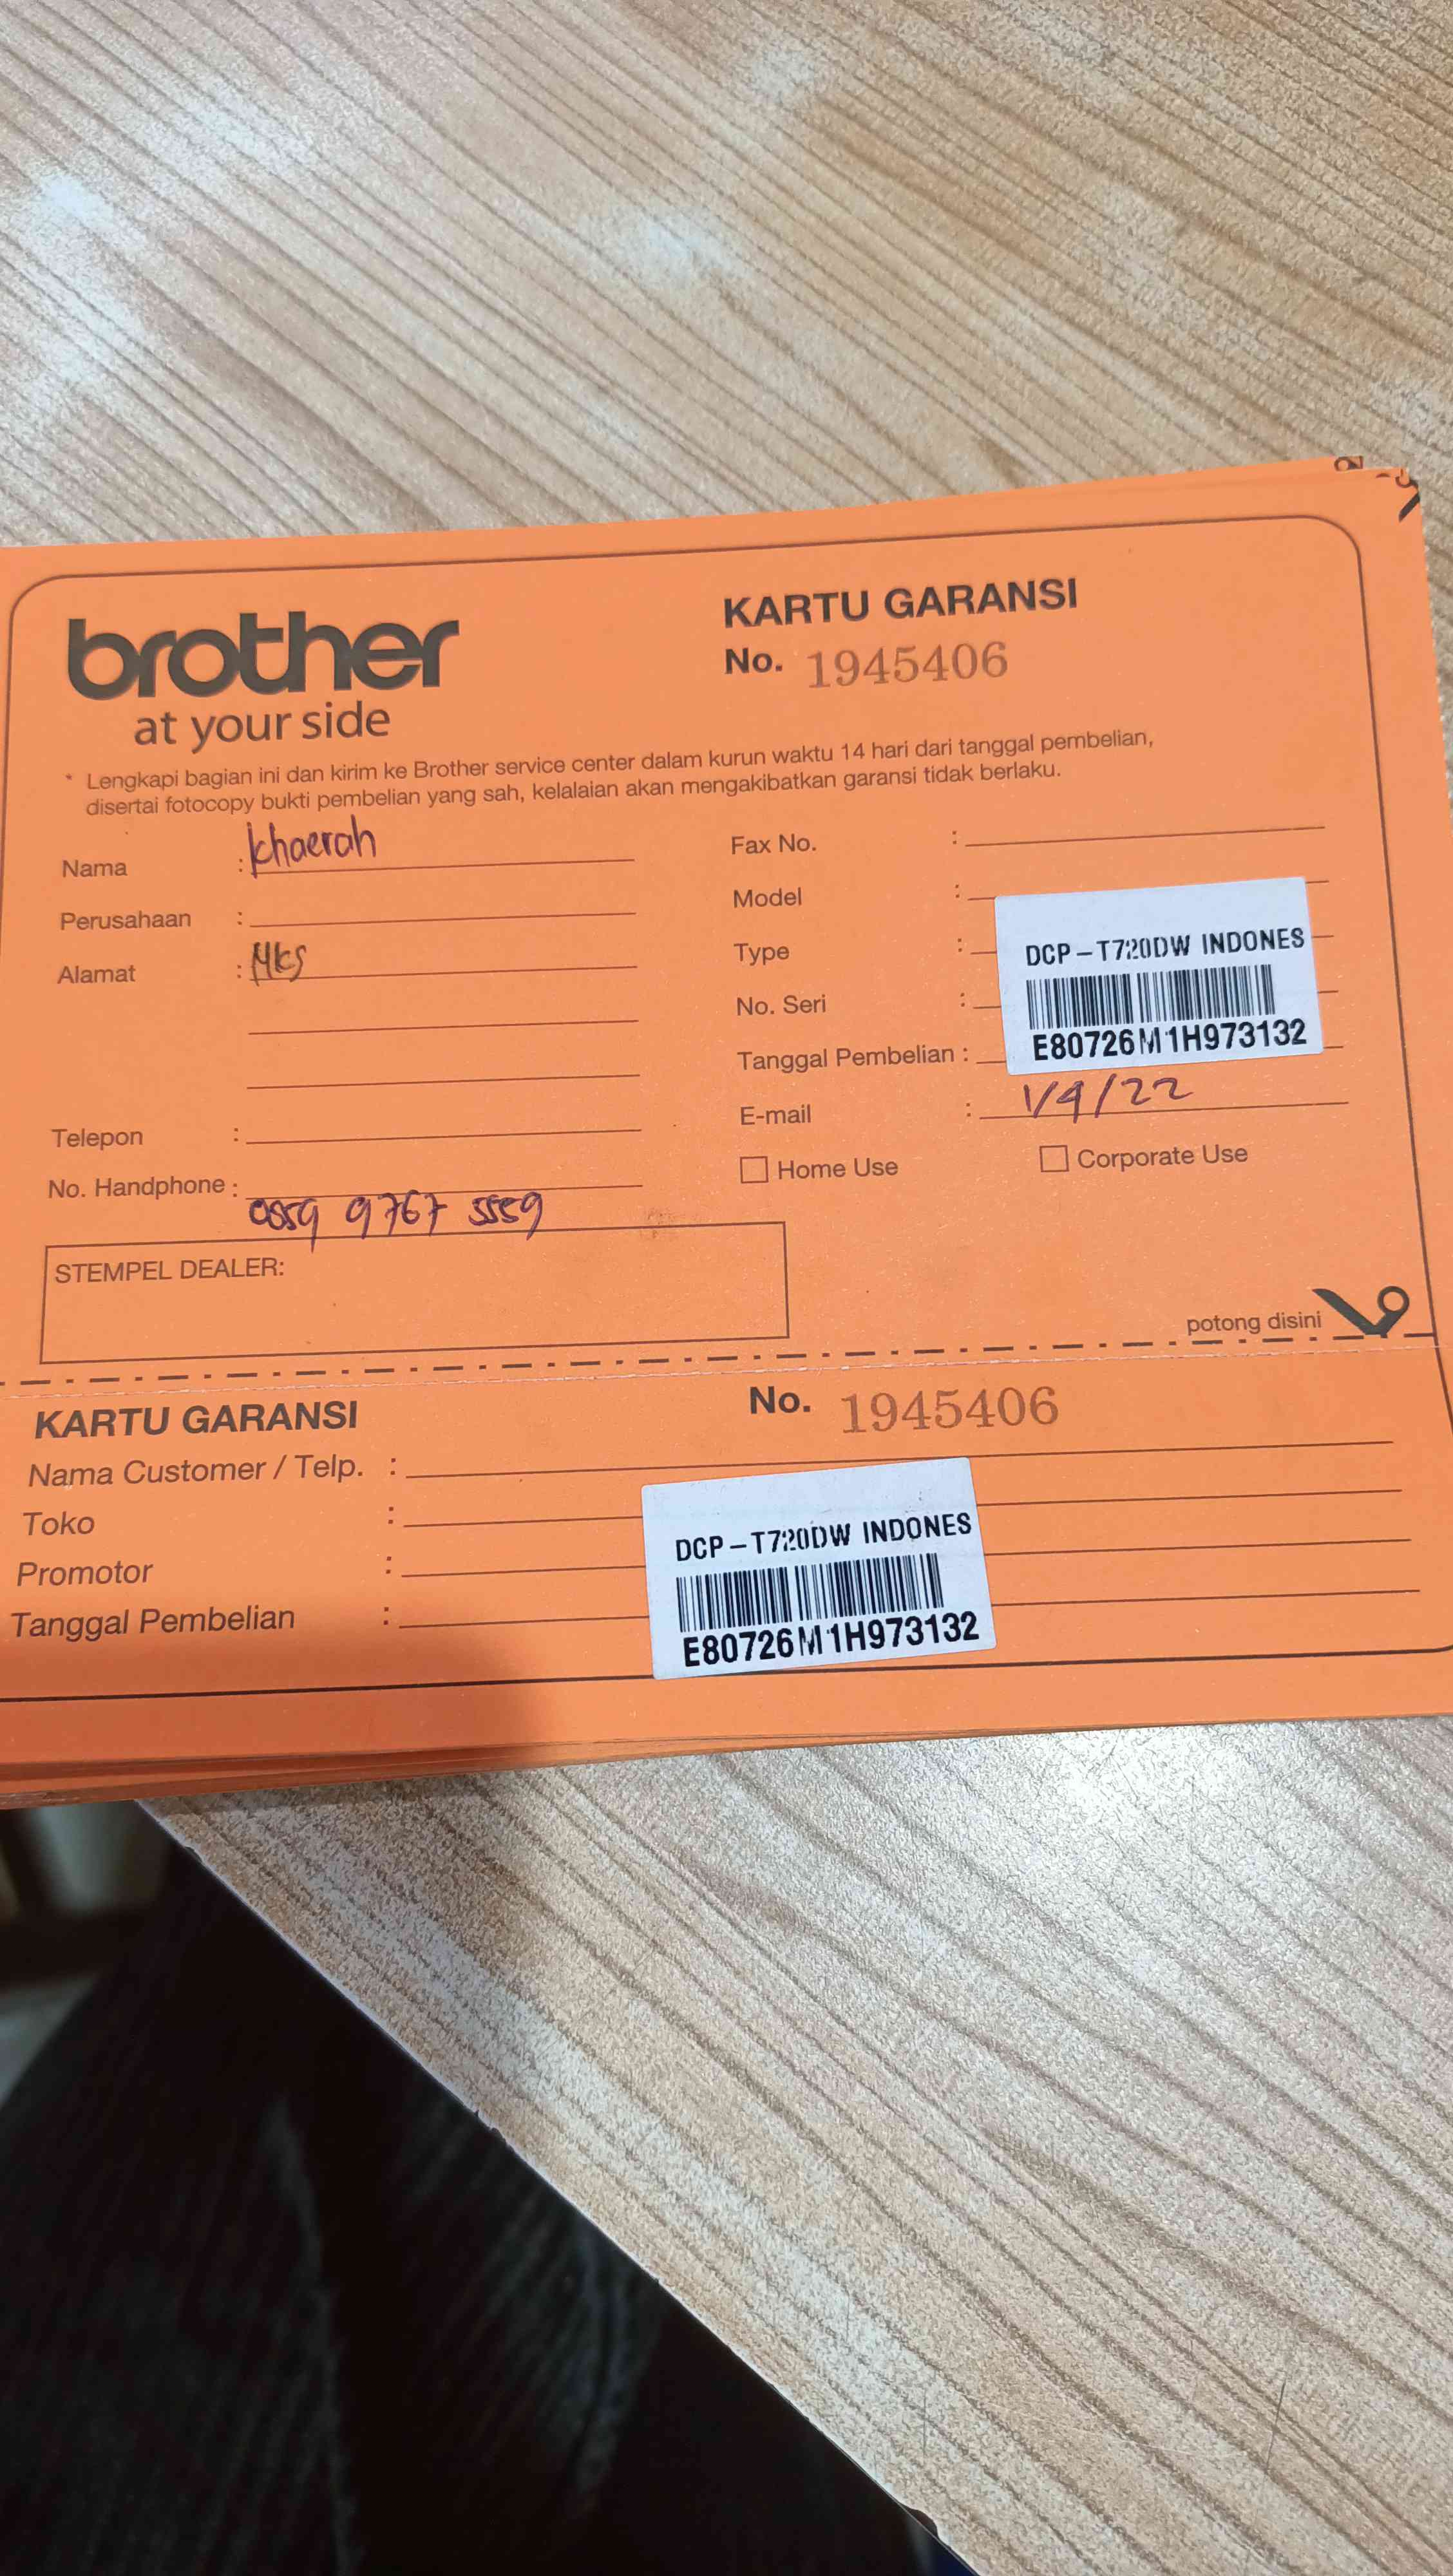 brother
at your side
KARTU GARANSI
No. 1945406
* Lengkapi bagian ini dan kirim ke Brother service center dalam kurun waktu 14 hari dari tanggal pembelian,
disertai fotocopy bukti pembelian yang sah, kelalaian akan mengakibatkan garansi tidak berlaku.
Nama : khaerah
Perusahaan :
Alamat : Mks
Telepon :
No. Handphone : 0859 9767 5559
Fax No. :
Model :
Type :
No. Seri :
DCP-T720DW INDONES
E80726M1H973132
Tanggal Pembelian :
E-mail : 1/4/22
Home Use Corporate Use
STEMPEL DEALER:
potong disini
KARTU GARANSI No. 1945406
Nama Customer / Telp. :
Toko :
Promotor :
Tanggal Pembelian :
DCP-T720DW INDONES
E80726M1H973132